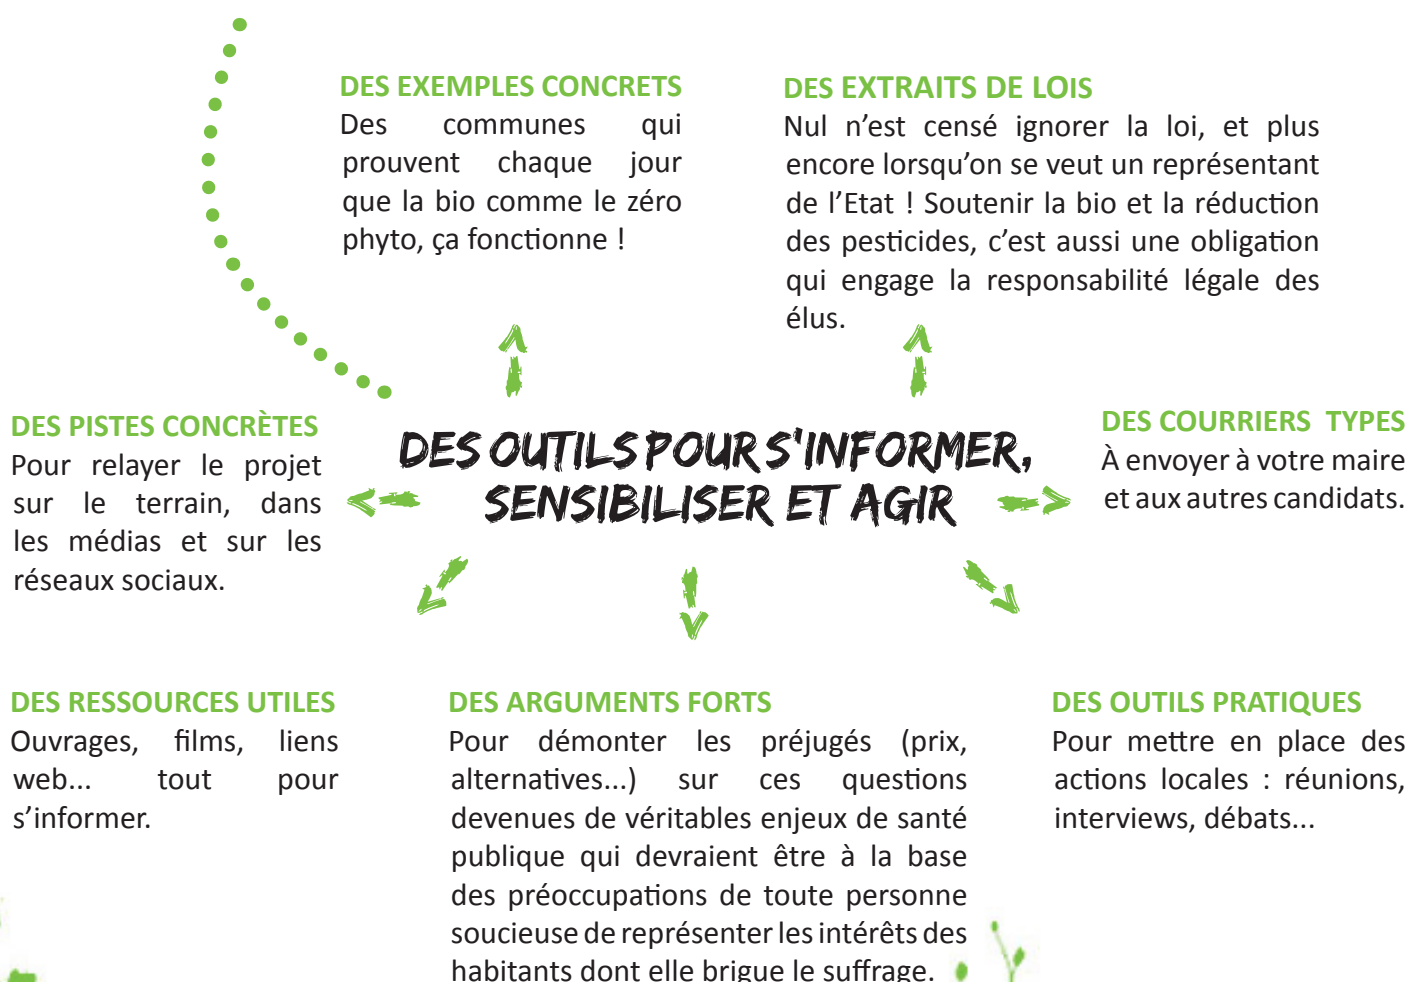 DES EXEMPLES CONCRETS
Des communes qui
prouvent chaque jour
que la bio comme le zéro
phyto, ça fonctionne !
DES EXTRAITS DE LOIS
Nul n’est censé ignorer la loi, et plus
encore lorsqu’on se veut un représentant
de l’Etat ! Soutenir la bio et la réduction
des pesticides, c’est aussi une obligation
qui engage la responsabilité légale des
élus.
DES PISTES CONCRÈTES
Pour relayer le projet
sur le terrain, dans
les médias et sur les
réseaux sociaux.
DES OUTILS POUR S'INFORMER,
SENSIBILISER ET AGIR
DES COURRIERS TYPES
À envoyer à votre maire
et aux autres candidats.
DES RESSOURCES UTILES
Ouvrages, films, liens
web... tout pour
s’informer.
DES ARGUMENTS FORTS
Pour démonter les préjugés (prix,
alternatives...) sur ces questions
devenues de véritables enjeux de santé
publique qui devraient être à la base
des préoccupations de toute personne
soucieuse de représenter les intérêts des
habitants dont elle brigue le suffrage.
DES OUTILS PRATIQUES
Pour mettre en place des
actions locales : réunions,
interviews, débats...